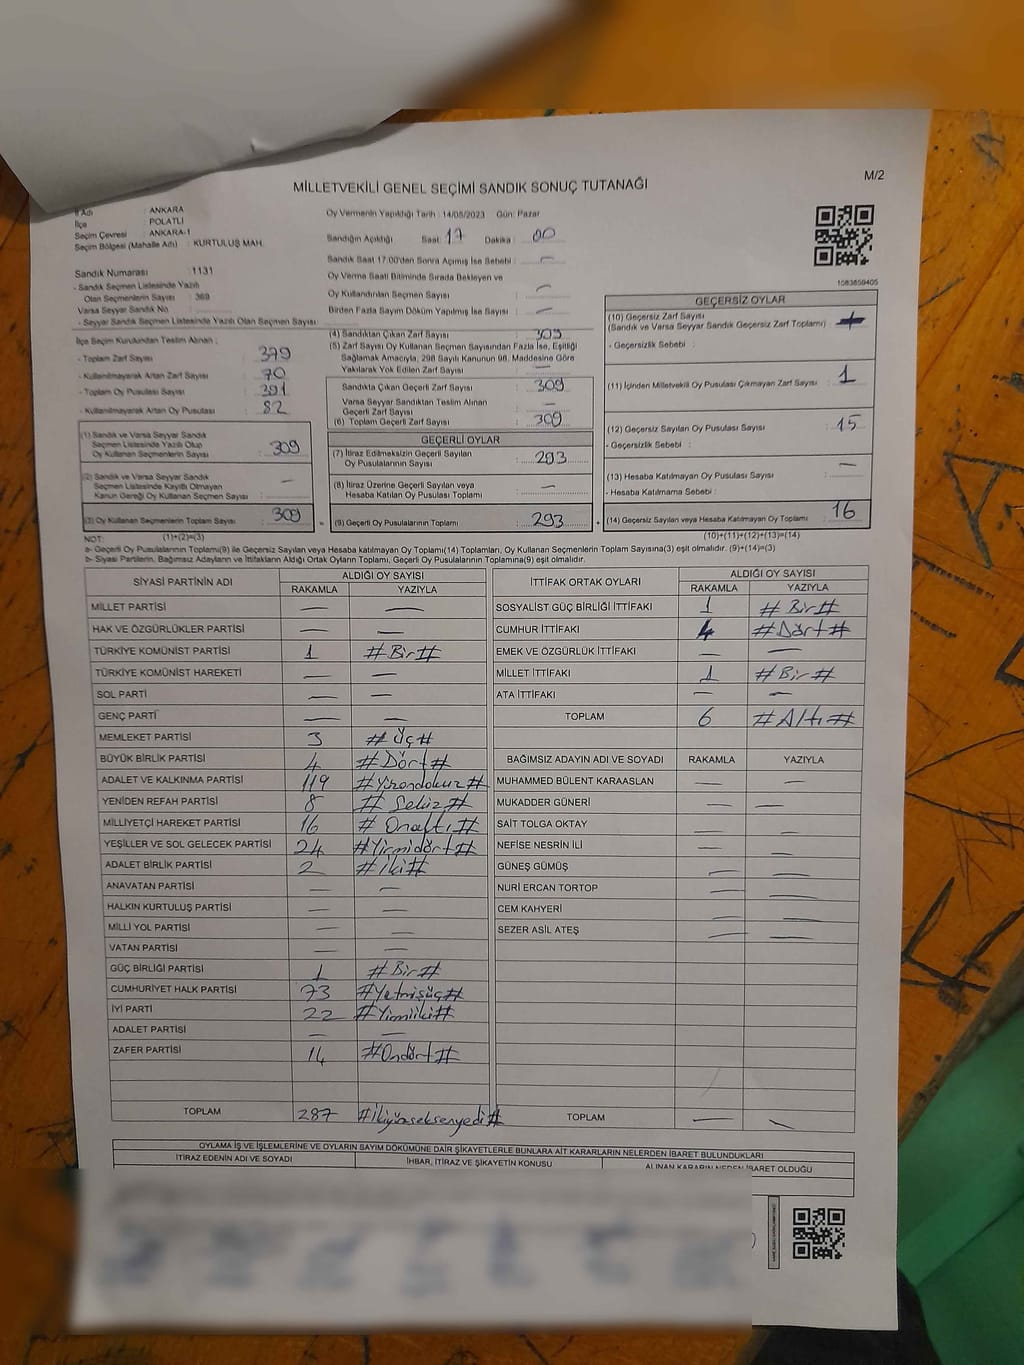 M/2
MİLLETVEKİLİ GENEL SEÇİMİ SANDIK SONUÇ TUTANAĞI
İl Adı : ANKARA
İlçe : POLATLI
Seçim Çevresi : ANKARA-1
Seçim Bölgesi (Mahalle Adı) : KURTULUŞ MAH.
Sandık Numarası : 1131
- Sandık Seçmen Listesinde Yazılı
Olan Seçmenlerin Sayısı : 369
Varsa Seyyar Sandık No
- Seyyar Sandık Seçmen Listesinde Yazılı Olan Seçmen Sayısı :
İlçe Seçim Kurulundan Teslim Alınan ;
- Toplam Zarf Sayısı : 379
- Kullanılmayarak Artan Zarf Sayısı : 70
- Toplam Oy Pusulası Sayısı : 391
- Kullanılmayarak Artan Oy Pusulası : 82
(1) Sandık ve Varsa Seyyar Sandık
Seçmen Listesinde Yazılı Olup
Oy Kullanan Seçmenlerin Sayısı : 309
(2) Sandık ve Varsa Seyyar Sandık
Seçmen Listesinde Kayıtlı Olmayan
Kanun Gereği Oy Kullanan Seçmen Sayısı : —
(3) Oy Kullanan Seçmenlerin Toplam Sayısı : 309
Oy Vermenin Yapıldığı Tarih : 14/05/2023 Gün: Pazar
Sandığın Açıldığı Saat : 17 Dakika : 00
Sandık Saat 17:00'den Sonra Açılmış İse Sebebi : —
Oy Verme Saati Bitiminde Sırada Bekleyen ve
Oy Kullandırılan Seçmen Sayısı : —
Birden Fazla Sayım Döküm Yapılmış İse Sayısı : —
(4) Sandıktan Çıkan Zarf Sayısı : 309
(5) Zarf Sayısı Oy Kullanan Seçmen Sayısından Fazla İse, Eşitliği
Sağlamak Amacıyla, 298 Sayılı Kanunun 98. Maddesine Göre
Yakılarak Yok Edilen Zarf Sayısı : —
Sandıkta Çıkan Geçerli Zarf Sayısı : 309
Varsa Seyyar Sandıktan Teslim Alınan
Geçerli Zarf Sayısı : —
(6) Toplam Geçerli Zarf Sayısı : 309
GEÇERLİ OYLAR
(7) İtiraz Edilmeksizin Geçerli Sayılan
Oy Pusulalarının Sayısı : 293
(8) İtiraz Üzerine Geçerli Sayılan veya
Hesaba Katılan Oy Pusulası Toplamı : —
(9) Geçerli Oy Pusulalarının Toplamı : 293
1083859405
GEÇERSİZ OYLAR
(10) Geçersiz Zarf Sayısı
(Sandık ve Varsa Seyyar Sandık Geçersiz Zarf Toplamı) :
- Geçersizlik Sebebi :
(11) İçinden Milletvekili Oy Pusulası Çıkmayan Zarf Sayısı : 1
(12) Geçersiz Sayılan Oy Pusulası Sayısı : 15
- Geçersizlik Sebebi :
(13) Hesaba Katılmayan Oy Pusulası Sayısı : —
- Hesaba Katılmama Sebebi :
(14) Geçersiz Sayılan veya Hesaba Katılmayan Oy Toplamı : 16
NOT: (1)+(2)=(3) (10)+(11)+(12)+(13)=(14)
a- Geçerli Oy Pusulalarının Toplamı(9) ile Geçersiz Sayılan veya Hesaba katılmayan Oy Toplamı(14) Toplamları, Oy Kullanan Seçmenlerin Toplam Sayısına(3) eşit olmalıdır. (9)+(14)=(3)
b- Siyasi Partilerin, Bağımsız Adayların ve İttifakların Aldığı Ortak Oyların Toplamı, Geçerli Oy Pusulalarının Toplamına(9) eşit olmalıdır.
SİYASİ PARTİNİN ADI ALDIĞI OY SAYISI
RAKAMLA YAZIYLA
MİLLET PARTİSİ — —
HAK VE ÖZGÜRLÜKLER PARTİSİ — —
TÜRKİYE KOMÜNİST PARTİSİ 1 #Bir#
TÜRKİYE KOMÜNİST HAREKETİ — —
SOL PARTİ — —
GENÇ PARTİ — —
MEMLEKET PARTİSİ 3 #Üç#
BÜYÜK BİRLİK PARTİSİ 4 #Dört#
ADALET VE KALKINMA PARTİSİ 119 #Yüzondokuz#
YENİDEN REFAH PARTİSİ 8 #Sekiz#
MİLLİYETÇİ HAREKET PARTİSİ 16 #Onaltı#
YEŞİLLER VE SOL GELECEK PARTİSİ 24 #Yirmidört#
ADALET BİRLİK PARTİSİ 2 #İki#
ANAVATAN PARTİSİ — —
HALKIN KURTULUŞ PARTİSİ — —
MİLLİ YOL PARTİSİ — —
VATAN PARTİSİ — —
GÜÇ BİRLİĞİ PARTİSİ 1 #Bir#
CUMHURİYET HALK PARTİSİ 73 #Yetmişüç#
İYİ PARTİ 22 #Yirmiiki#
ADALET PARTİSİ — —
ZAFER PARTİSİ 14 #Ondört#
TOPLAM 287 #İkiyüzseksenyedi#
İTTİFAK ORTAK OYLARI ALDIĞI OY SAYISI
RAKAMLA YAZIYLA
SOSYALİST GÜÇ BİRLİĞİ İTTİFAKI 1 #Bir#
CUMHUR İTTİFAKI 4 #Dört#
EMEK VE ÖZGÜRLÜK İTTİFAKI — —
MİLLET İTTİFAKI 1 #Bir#
ATA İTTİFAKI — —
TOPLAM 6 #Altı#
BAĞIMSIZ ADAYIN ADI VE SOYADI RAKAMLA YAZIYLA
MUHAMMED BÜLENT KARAASLAN — —
MUKADDER GÜNERİ — —
SAİT TOLGA OKTAY — —
NEFİSE NESRİN İLİ — —
GÜNEŞ GÜMÜŞ — —
NURİ ERCAN TORTOP — —
CEM KAHYERİ — —
SEZER ASİL ATEŞ — —
TOPLAM — —
OYLAMA İŞ VE İŞLEMLERİNE VE OYLARIN SAYIM DÖKÜMÜNE DAİR ŞİKAYETLERLE BUNLARA AİT KARARLARIN NELERDEN İBARET BULUNDUKLARI
İTİRAZ EDENİN ADI VE SOYADI İHBAR, İTİRAZ VE ŞİKAYETİN KONUSU ALINAN KARARIN NEDEN İBARET OLDUĞU